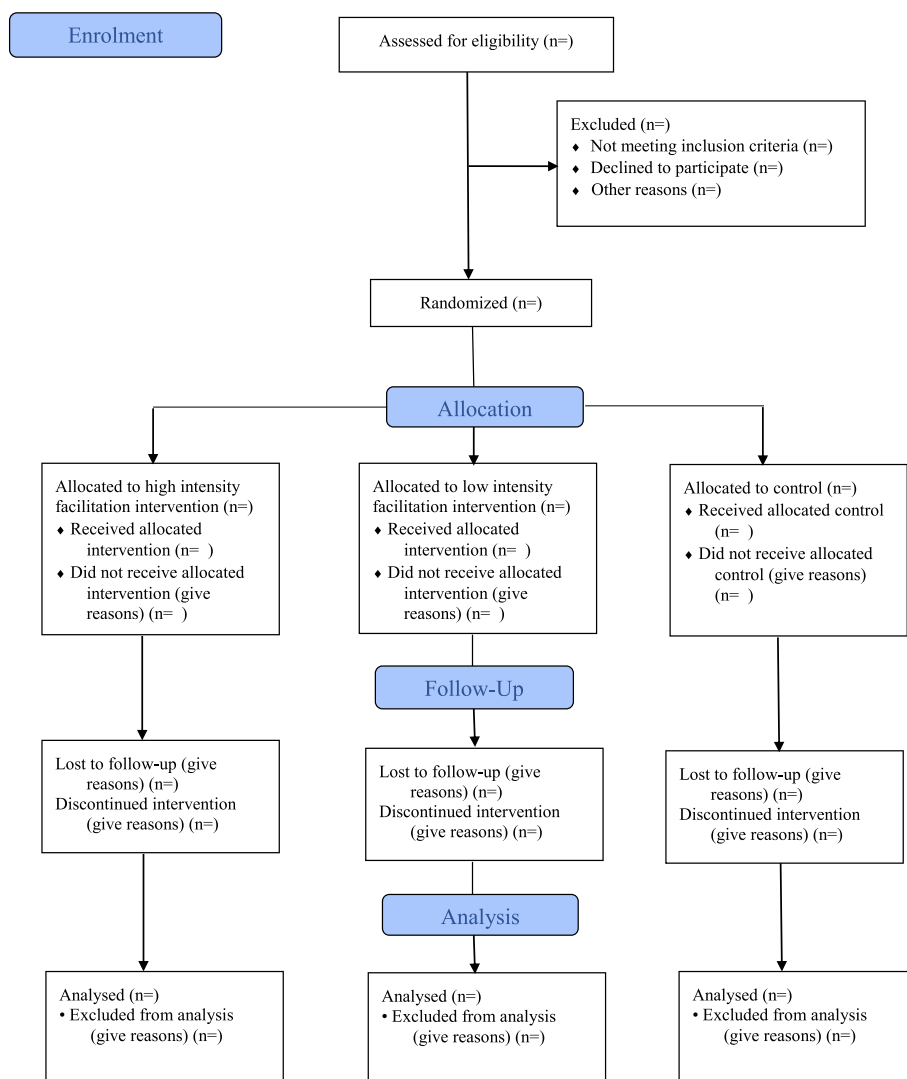 Enrolment
Assessed for eligibility (n=)
Excluded (n=)
♦ Not meeting inclusion criteria (n=)
♦ Declined to participate (n=)
♦ Other reasons (n=)
Randomized (n=)
Allocation
Allocated to high intensity
facilitation intervention (n=)
♦ Received allocated
intervention (n= )
♦ Did not receive allocated
intervention (give
reasons) (n= )
Allocated to low intensity
facilitation intervention (n=)
♦ Received allocated
intervention (n= )
♦ Did not receive allocated
intervention (give
reasons) (n= )
Allocated to control (n=)
♦ Received allocated control
(n= )
♦ Did not receive allocated
control (give reasons)
(n= )
Follow-Up
Lost to follow-up (give
reasons) (n=)
Discontinued intervention
(give reasons) (n=)
Lost to follow-up (give
reasons) (n=)
Discontinued intervention
(give reasons) (n=)
Lost to follow-up (give
reasons) (n=)
Discontinued intervention
(give reasons) (n=)
Analysis
Analysed (n=)
• Excluded from analysis
(give reasons) (n=)
Analysed (n=)
• Excluded from analysis
(give reasons) (n=)
Analysed (n=)
• Excluded from analysis
(give reasons) (n=)